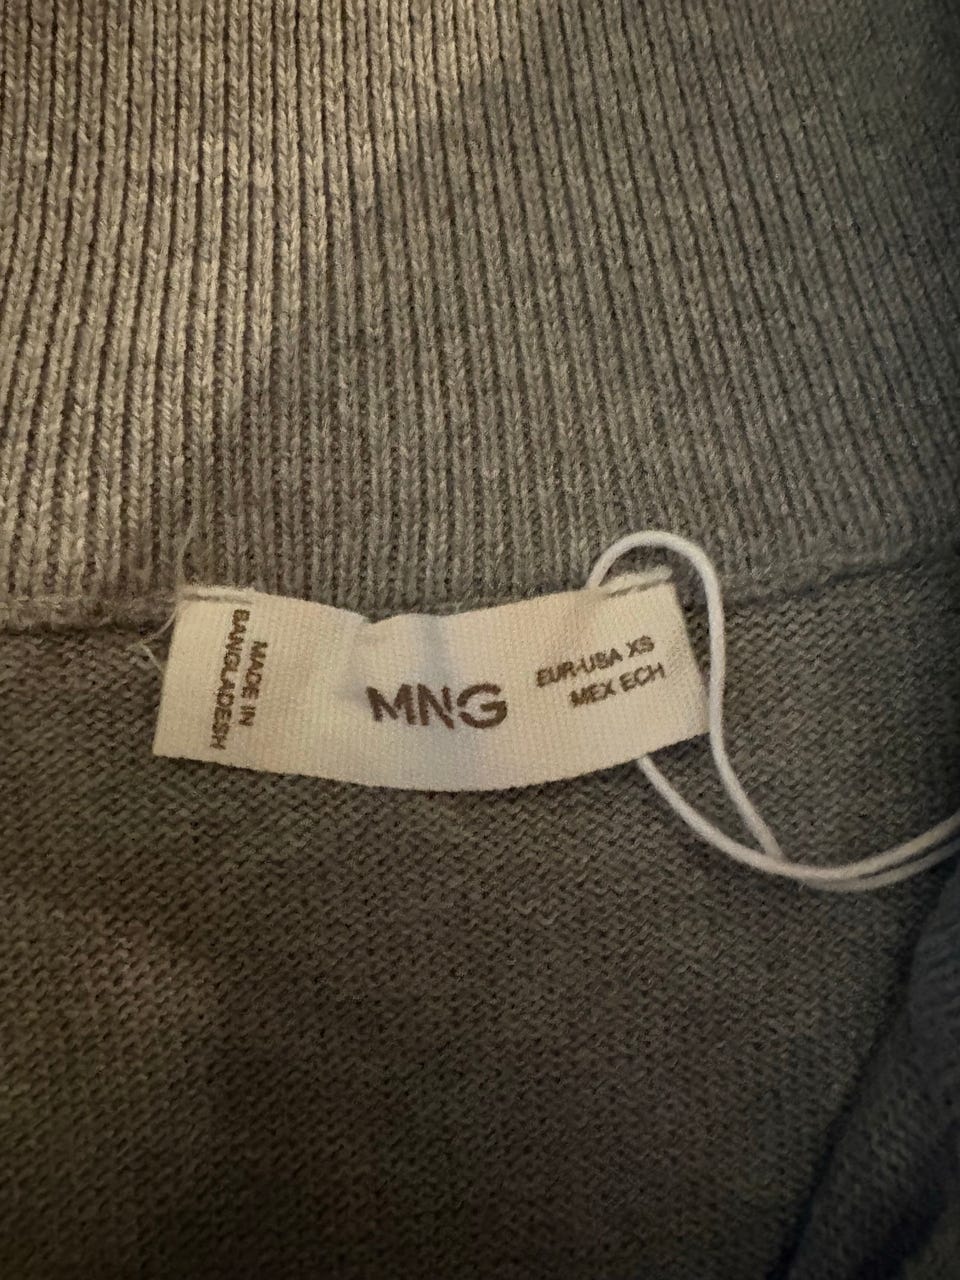 MADE IN
BANGLADESH
MNG
EUR-USA XS
MEX ECH